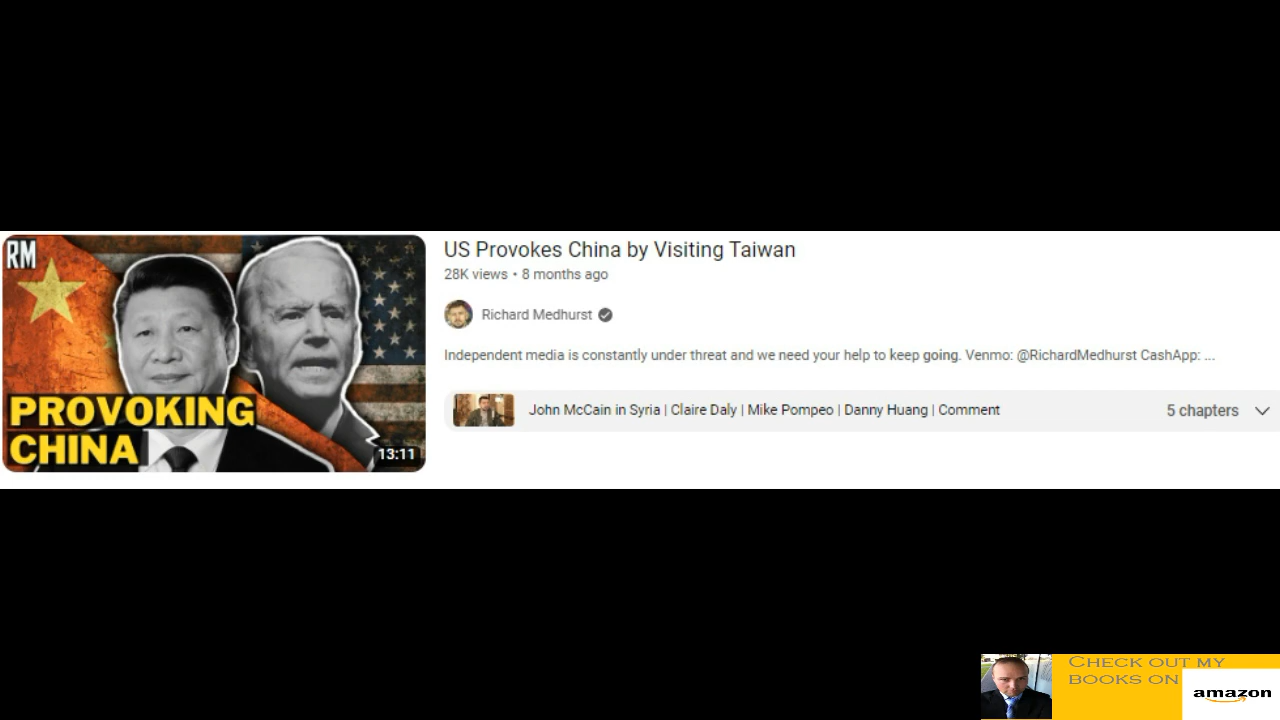 RM
PROVOKING
CHINA
13:11
US Provokes China by Visiting Taiwan
28K views • 8 months ago
Richard Medhurst
Independent media is constantly under threat and we need your help to keep going. Venmo: @RichardMedhurst CashApp: ...
John McCain in Syria | Claire Daly | Mike Pompeo | Danny Huang | Comment
5 chapters
CHECK OUT MY
BOOKS ON
amazon